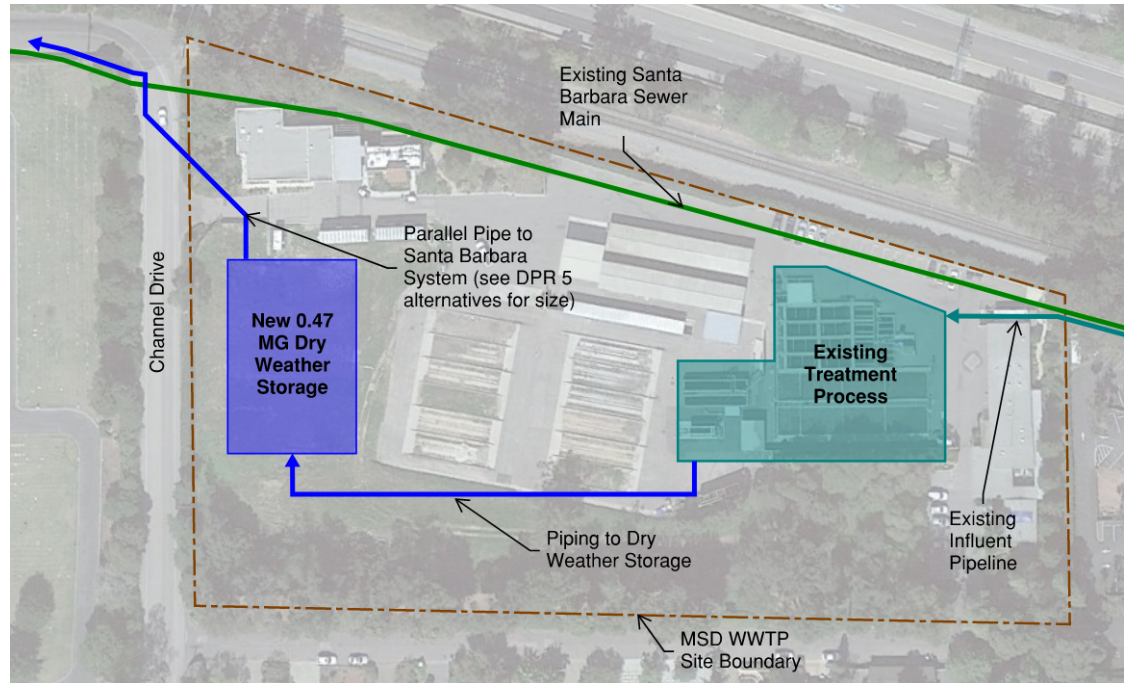 Existing Santa
Barbara Sewer
Main
Parallel Pipe to
Santa Barbara
System (see DPR 5
alternatives for size)
Channel Drive
New 0.47
MG Dry
Weather
Storage
Existing
Treatment
Process
Existing
Influent
Pipeline
Piping to Dry
Weather Storage
MSD WWTP
Site Boundary